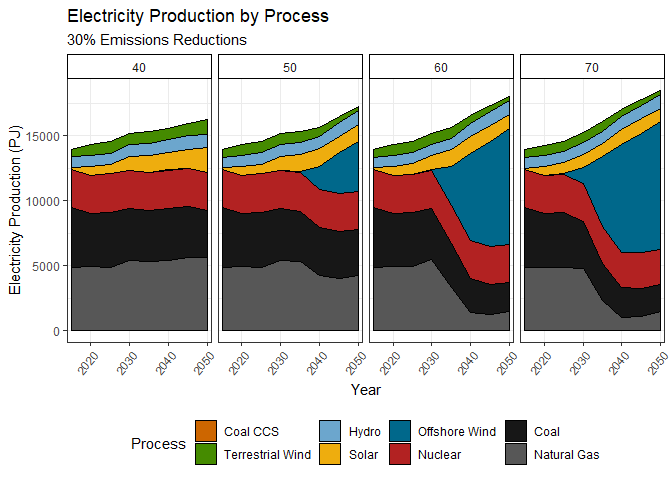 Electricity Production by Process
30% Emissions Reductions
40 50 60 70
Electricity Production (PJ)
15000
10000
5000
0
2020 2030 2040 2050 2020 2030 2040 2050 2020 2030 2040 2050 2020 2030 2040 2050
Year
Process
Coal CCS Hydro Offshore Wind Coal
Terrestrial Wind Solar Nuclear Natural Gas